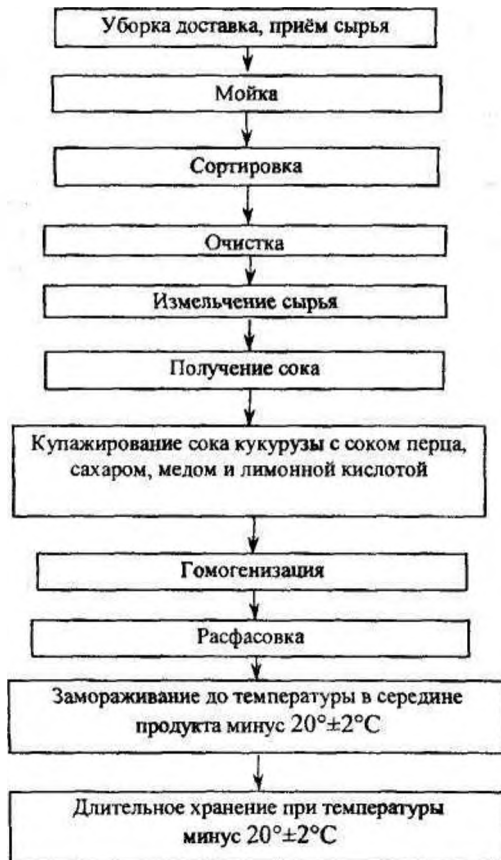 Уборка доставка, приём сырья
Мойка
Сортировка
Очистка
Измельчение сырья
Получение сока
Купажирование сока кукурузы с соком перца,
сахаром, медом и лимонной кислотой
Гомогенизация
Расфасовка
Замораживание до температуры в середине
продукта минус 20°±2°С
Длительное хранение при температуры
минус 20°±2°С